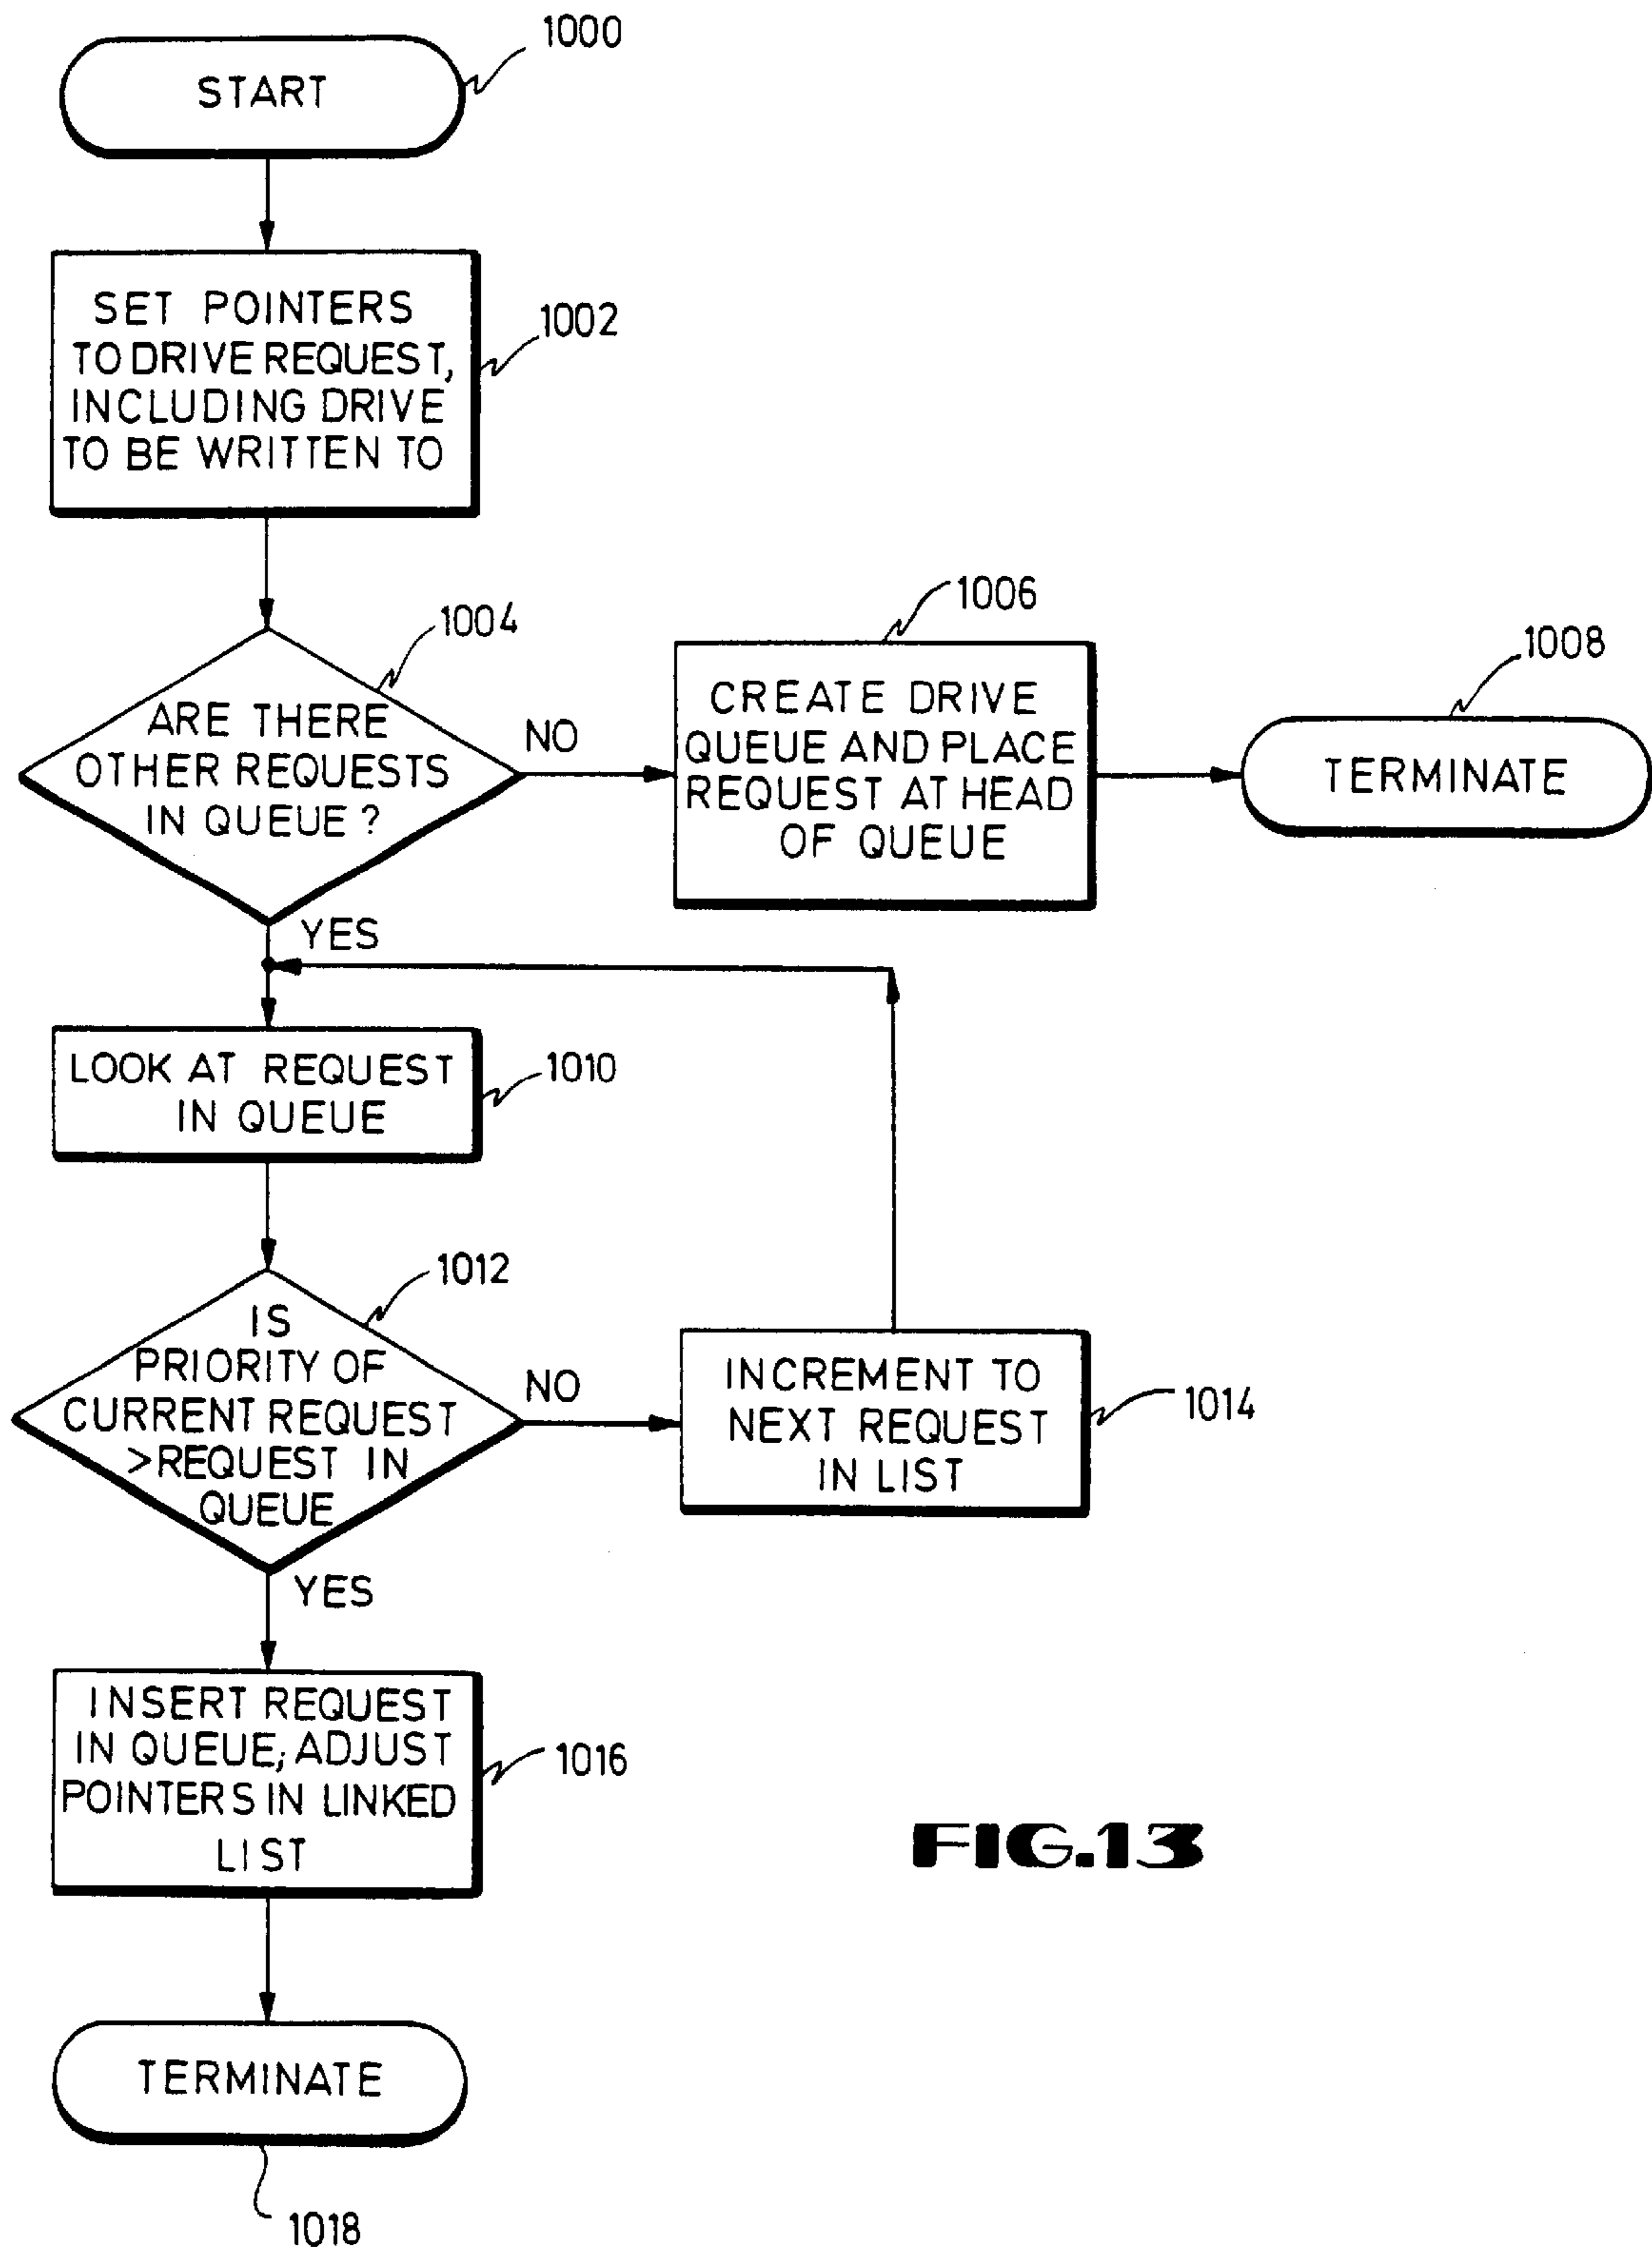 1000
START
SET POINTERS
TO DRIVE REQUEST,
INCLUDING DRIVE
TO BE WRITTEN TO
1002
1004
ARE THERE
OTHER REQUESTS
IN QUEUE ?
NO
YES
1006
CREATE DRIVE
QUEUE AND PLACE
REQUEST AT HEAD
OF QUEUE
1008
TERMINATE
LOOK AT REQUEST
IN QUEUE
1010
1012
IS
PRIORITY OF
CURRENT REQUEST
>REQUEST IN
QUEUE
NO
YES
INCREMENT TO
NEXT REQUEST
IN LIST
1014
INSERT REQUEST
IN QUEUE; ADJUST
POINTERS IN LINKED
LIST
1016
FIG.13
TERMINATE
1018